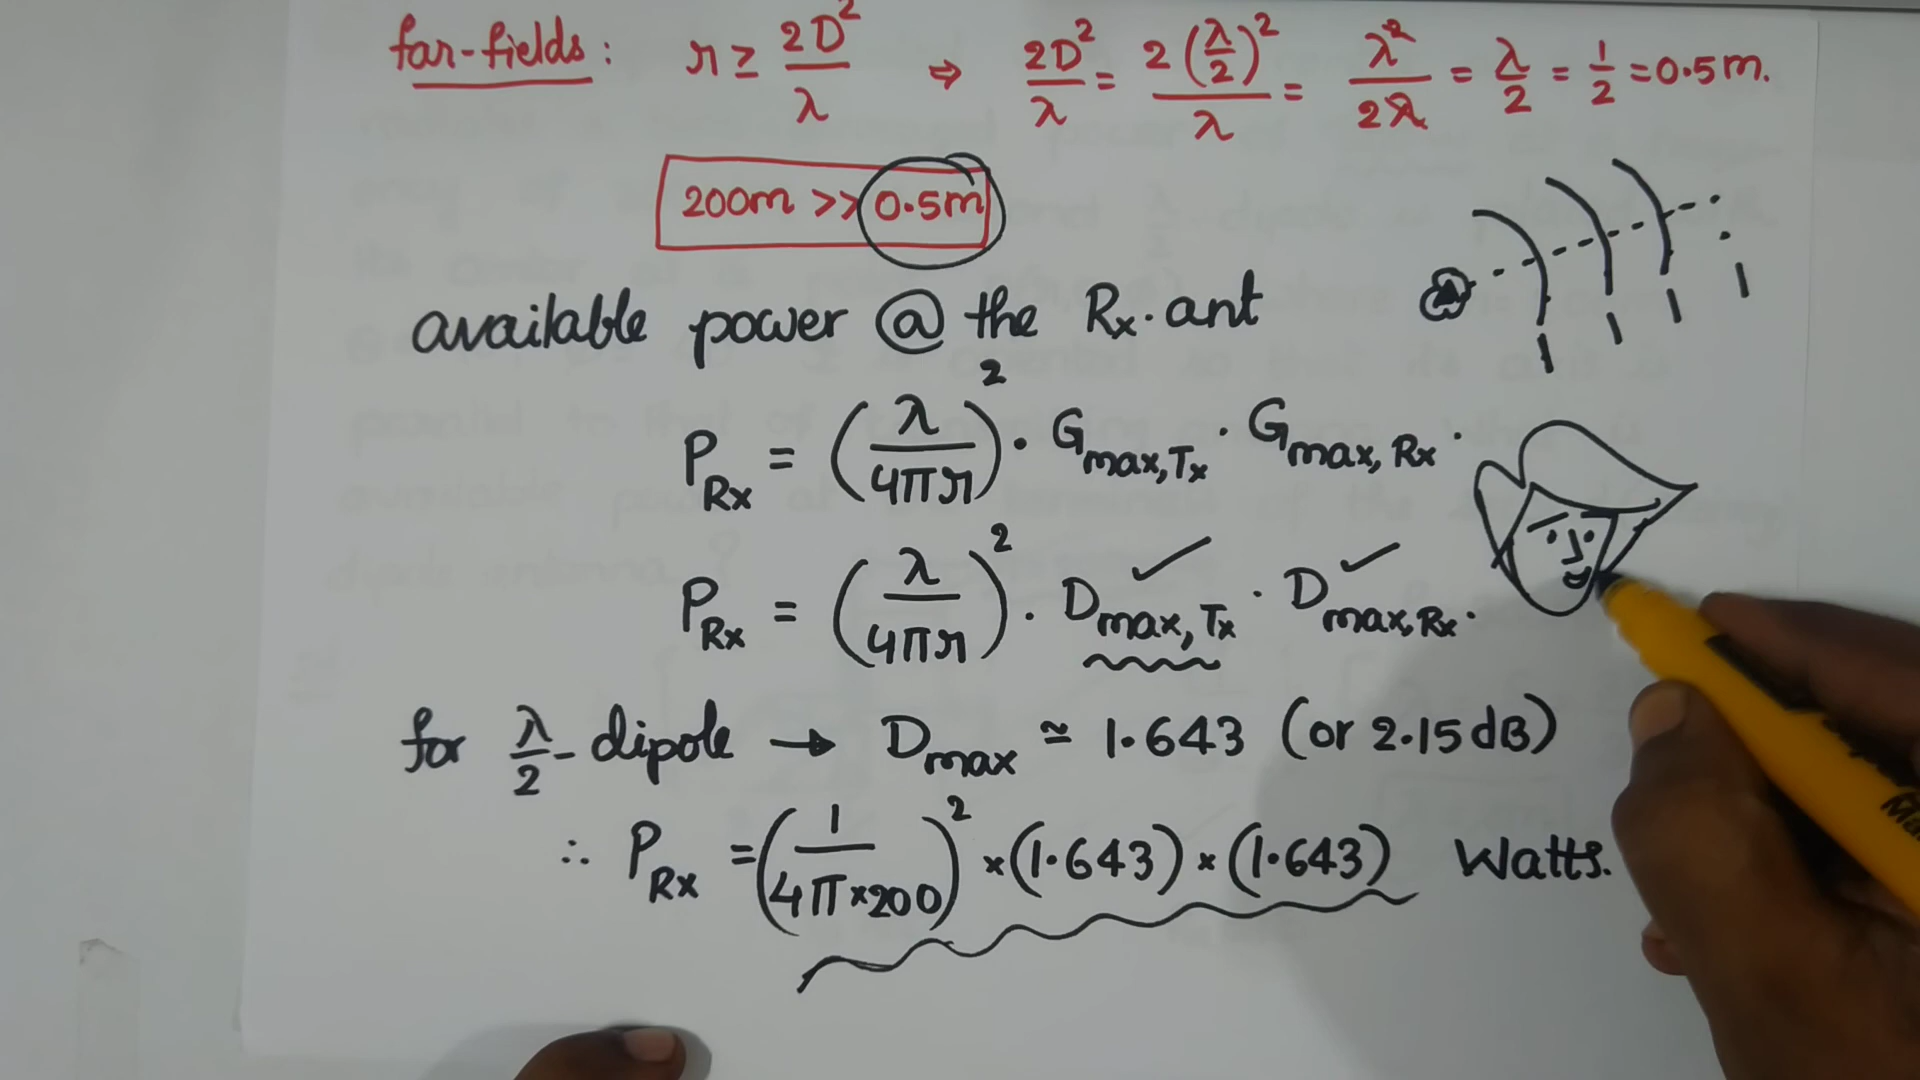 far-fields: r ≥ 2D²/λ ⇒ 2D²/λ = 2(λ/2)²/λ = λ²/2λ = λ/2 = 1/2 = 0.5m.
200m >> 0.5m
available power @ the Rx. ant
P_Rx = (λ/4πr)² · G_max,Tx · G_max,Rx ·
P_Rx = (λ/4πr)² · D_max,Tx · D_max,Rx ·
for λ/2 - dipole → D_max ≃ 1.643 (or 2.15dB)
∴ P_Rx = (1/4π×200)² × (1.643) × (1.643) Watts.